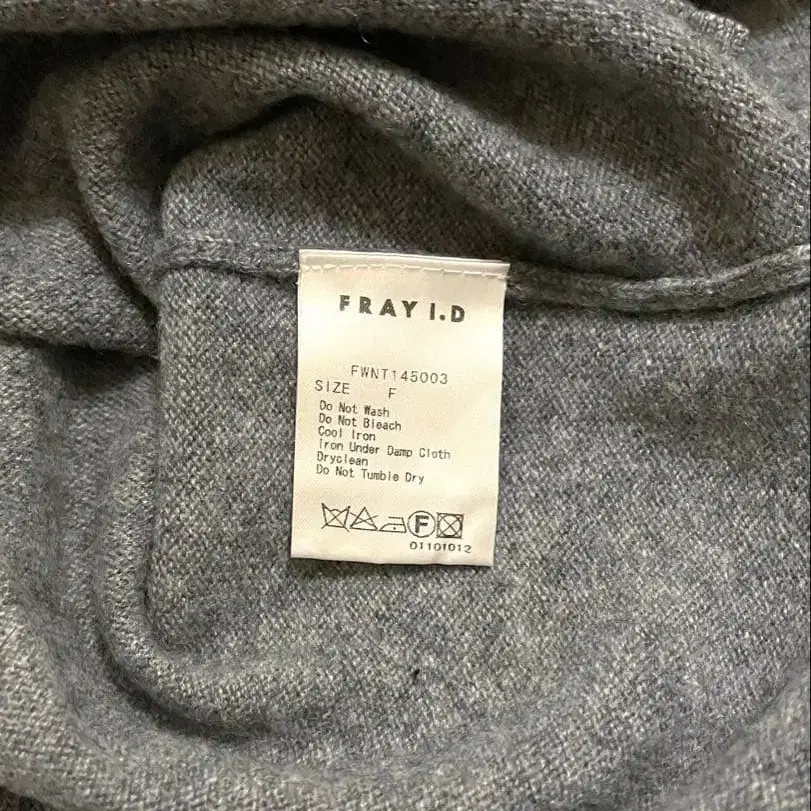 FRAY I.D
FWNT145003
SIZE F
Do Not Wash
Do Not Bleach
Cool Iron
Iron Under Damp Cloth
Dryclean
Do Not Tumble Dry
F
01101012